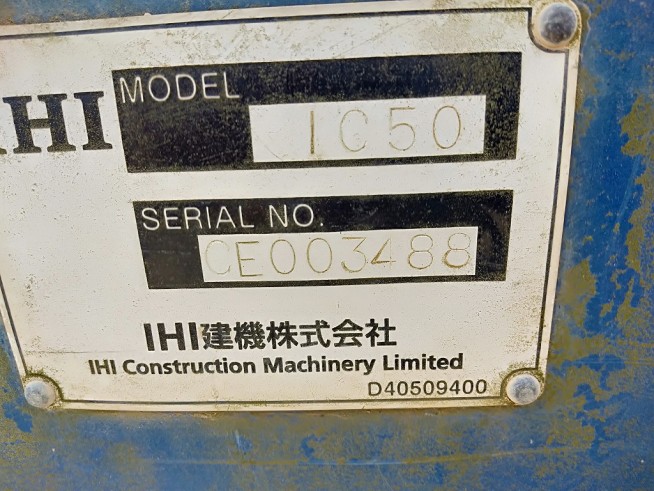 IHI
MODEL
IC50
SERIAL NO.
CE003488
IHI建機株式会社
IHI Construction Machinery Limited
D40509400